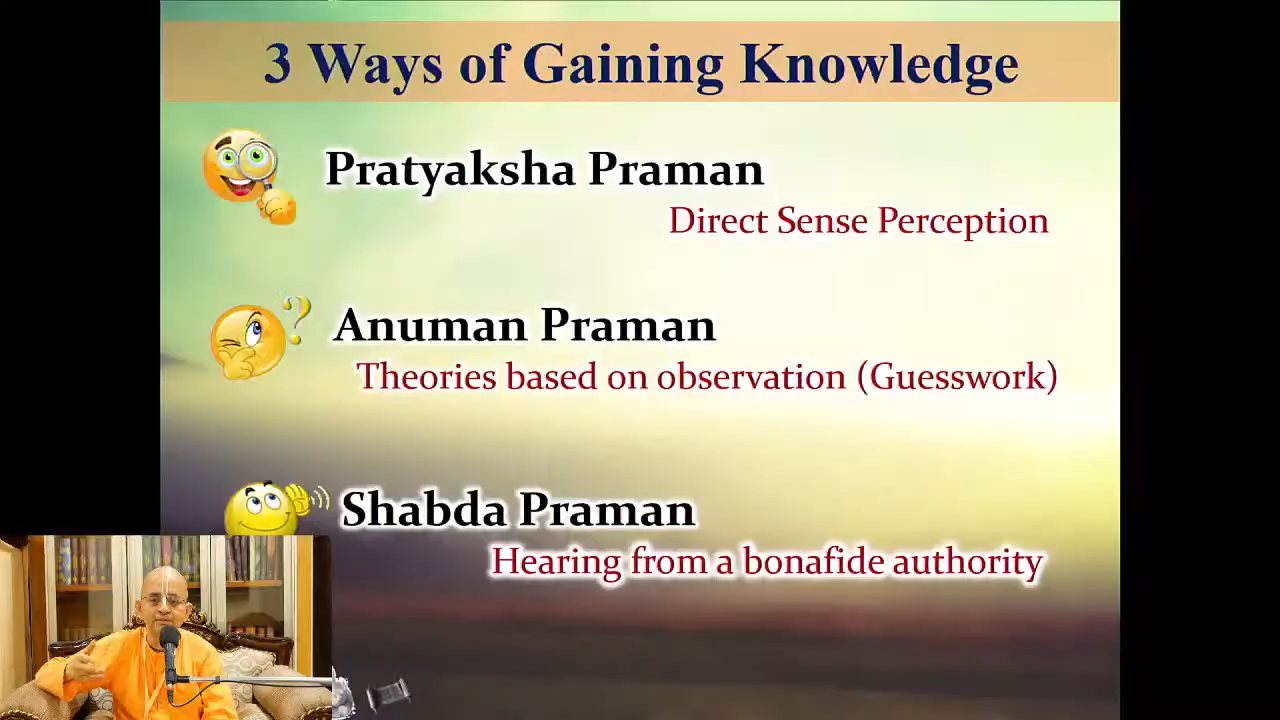 3 Ways of Gaining Knowledge
Pratyaksha Praman
Direct Sense Perception
Anuman Praman
Theories based on observation (Guesswork)
Shabda Praman
Hearing from a bonafide authority